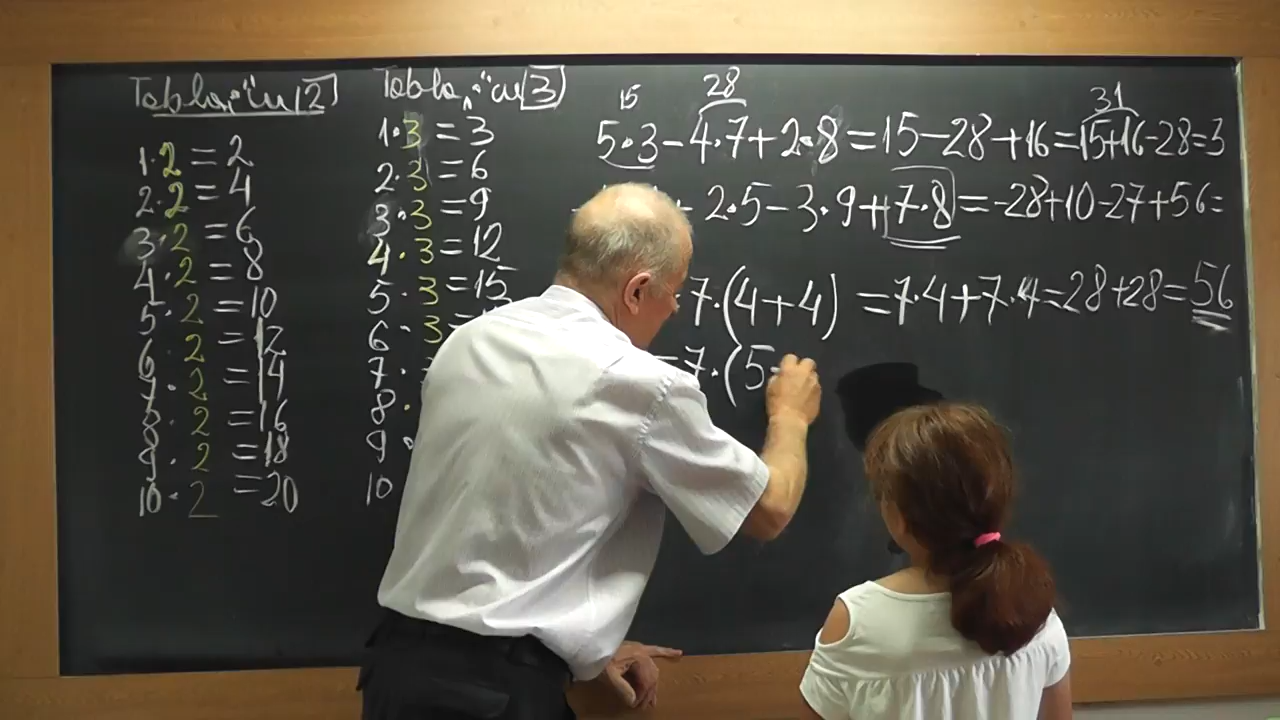 Tabla "cu 2
1·2 = 2
2·2 = 4
3·2 = 6
4·2 = 8
5·2 = 10
6·2 = 12
7·2 = 14
8·2 = 16
9·2 = 18
10·2 = 20
Tabla "cu 3
1·3 = 3
2·3 = 6
3·3 = 9
4·3 = 12
5·3 = 15
6·3 =
7·
8·
9·
10
15 28 31
5·3-4·7+2·8=15-28+16=15+16-28=3
2·5-3·9+7·8=-28+10-27+56=
7·(4+4) =7·4+7·4=28+28=56
=7·(5